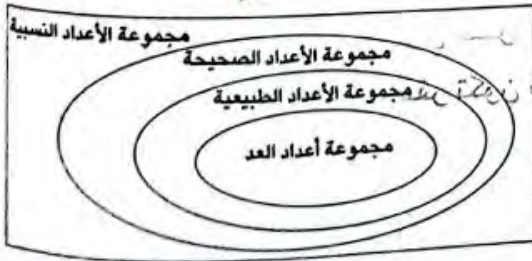 مجموعة الأعداد النسبية
مجموعة الأعداد الصحيحة
مجموعة الأعداد الطبيعية
مجموعة أعداد العد